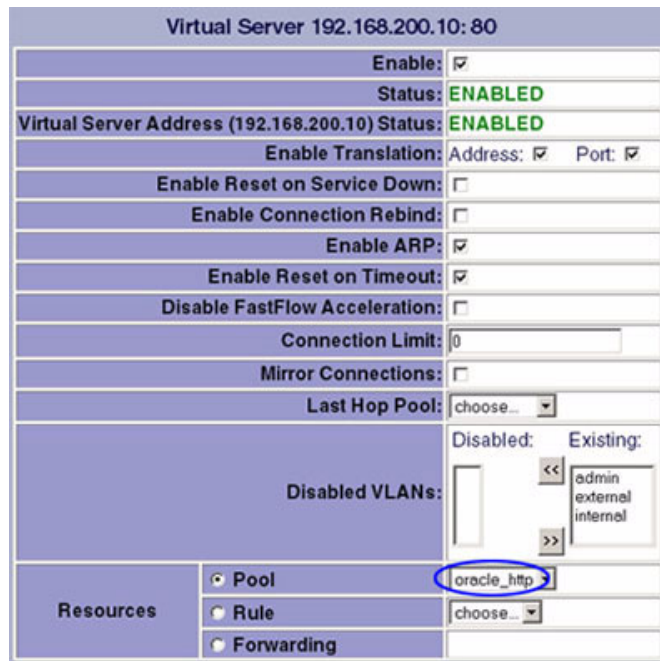 Virtual Server 192.168.200.10:80
Enable:
Status: ENABLED
Virtual Server Address (192.168.200.10) Status: ENABLED
Enable Translation: Address: Port:
Enable Reset on Service Down:
Enable Connection Rebind:
Enable ARP:
Enable Reset on Timeout:
Disable FastFlow Acceleration:
Connection Limit: 0
Mirror Connections:
Last Hop Pool: choose...
Disabled VLANs: Disabled: Existing:
<<
admin
external
internal
>>
Resources
Pool oracle_http
Rule choose...
Forwarding